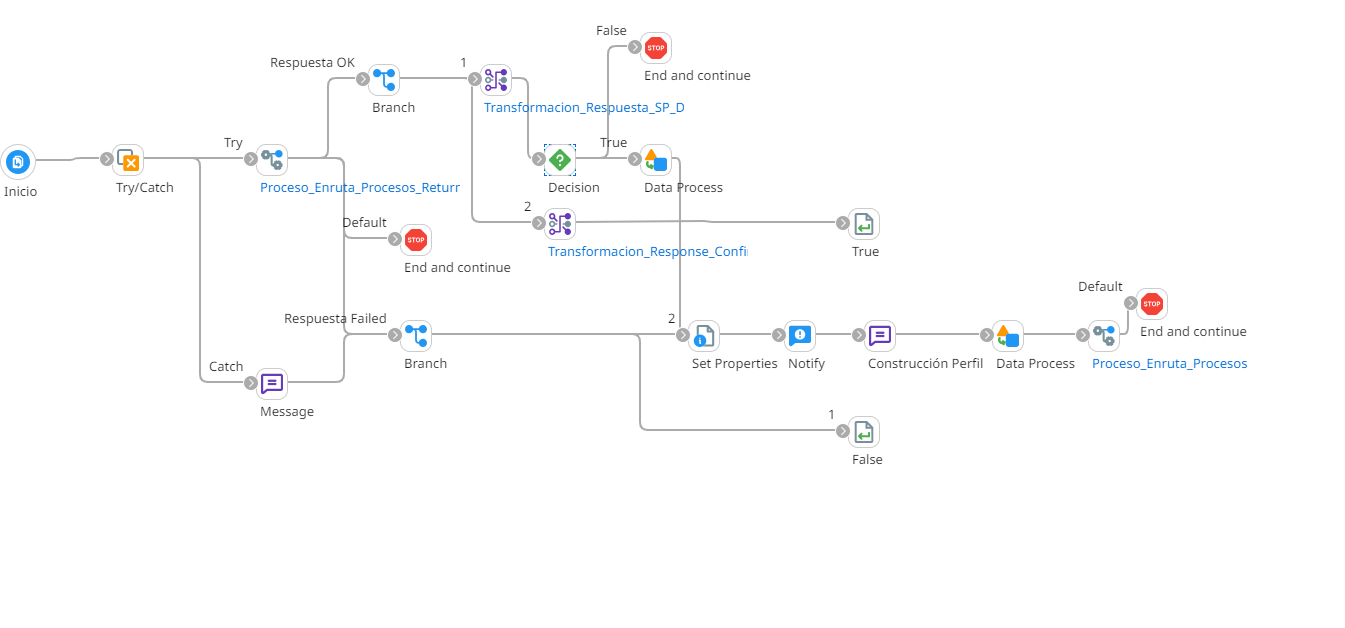 False
STOP
End and continue
Respuesta OK
1
Branch
Transformacion_Respuesta_SP_D
Try
True
Inicio
Try/Catch
Proceso_Enruta_Procesos_Returr
Decision
Data Process
2
Default
STOP
End and continue
Transformacion_Response_Confi
True
Default
STOP
End and continue
Respuesta Failed
2
Branch
Set Properties
Notify
Construcción Perfil
Data Process
Proceso_Enruta_Procesos
Catch
Message
1
False